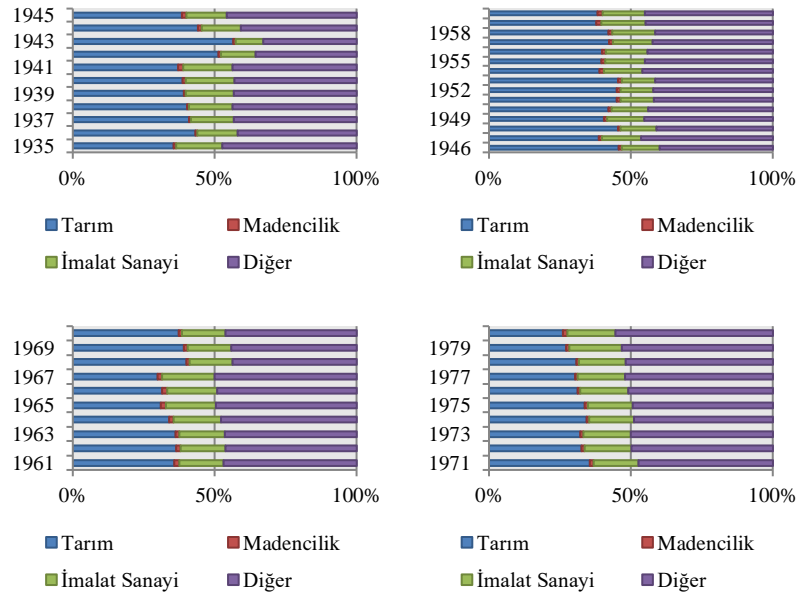 1945
1943
1941
1939
1937
1935
0% 50% 100%
Tarım Madencilik
İmalat Sanayi Diğer
1958
1955
1952
1949
1946
0% 50% 100%
Tarım Madencilik
İmalat Sanayi Diğer
1969
1967
1965
1963
1961
0% 50% 100%
Tarım Madencilik
İmalat Sanayi Diğer
1979
1977
1975
1973
1971
0% 50% 100%
Tarım Madencilik
İmalat Sanayi Diğer